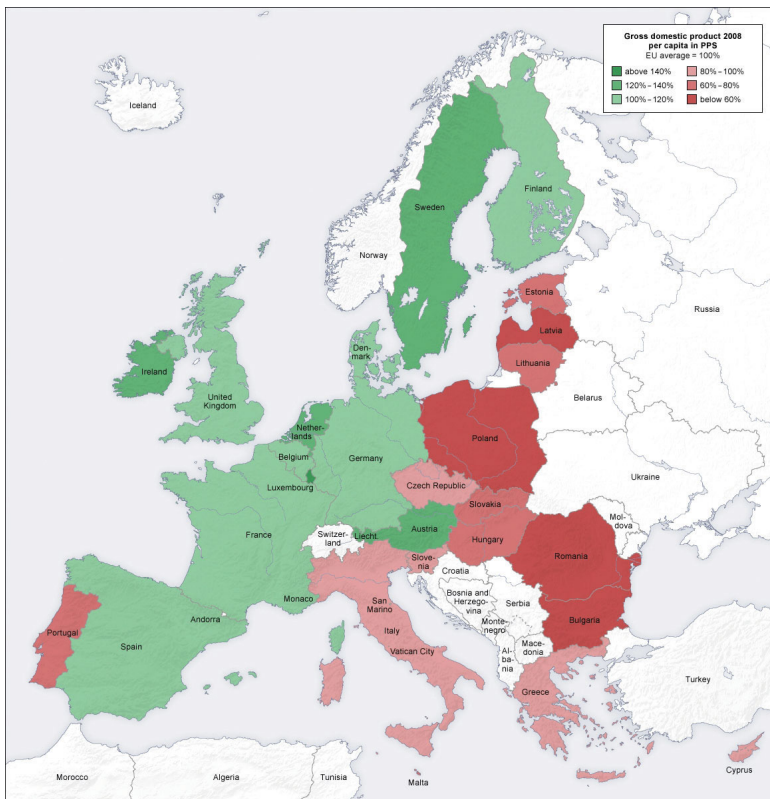 Gross domestic product 2008
per capita in PPS
EU average = 100%
above 140%
80%–100%
120%–140%
60%–80%
100%–120%
below 60%
Iceland
Finland
Sweden
Norway
Estonia
Russia
Latvia
Den-
mark
Lithuania
Ireland
United
Kingdom
Belarus
Nether-
lands
Poland
Belgium
Germany
Czech Republic
Luxembourg
Ukraine
Slovakia
Mol-
dova
Austria
France
Switzer-
land
Liecht.
Hungary
Slove-
nia
Romania
Croatia
Bosnia and
Herzego-
vina
Monaco
San
Marino
Serbia
Andorra
Monte-
negro
Bulgaria
Portugal
Italy
Spain
Vatican City
Mace-
donia
Al-
bania
Turkey
Greece
Cyprus
Morocco
Algeria
Tunisia
Malta